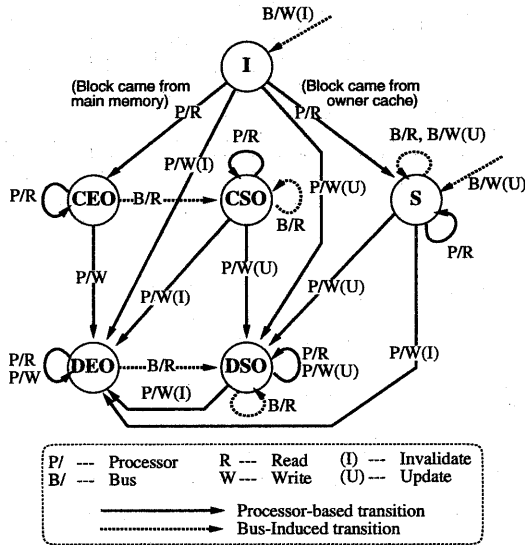 B/W(I)
I
(Block came from
main memory)
(Block came from
owner cache)
P/R
P/R
P/R
B/R, B/W(U)
P/W(I)
P/W(U)
B/W(U)
P/R
CEO
B/R
CSO
B/R
S
P/R
P/W
P/W(I)
P/W(U)
P/W(U)
P/R
P/W
DEO
B/R
DSO
P/R
P/W(U)
P/W(I)
P/W(I)
B/R
P/ --- Processor R --- Read (I) --- Invalidate
B/ --- Bus W--- Write (U) --- Update
Processor-based transition
Bus-Induced transition